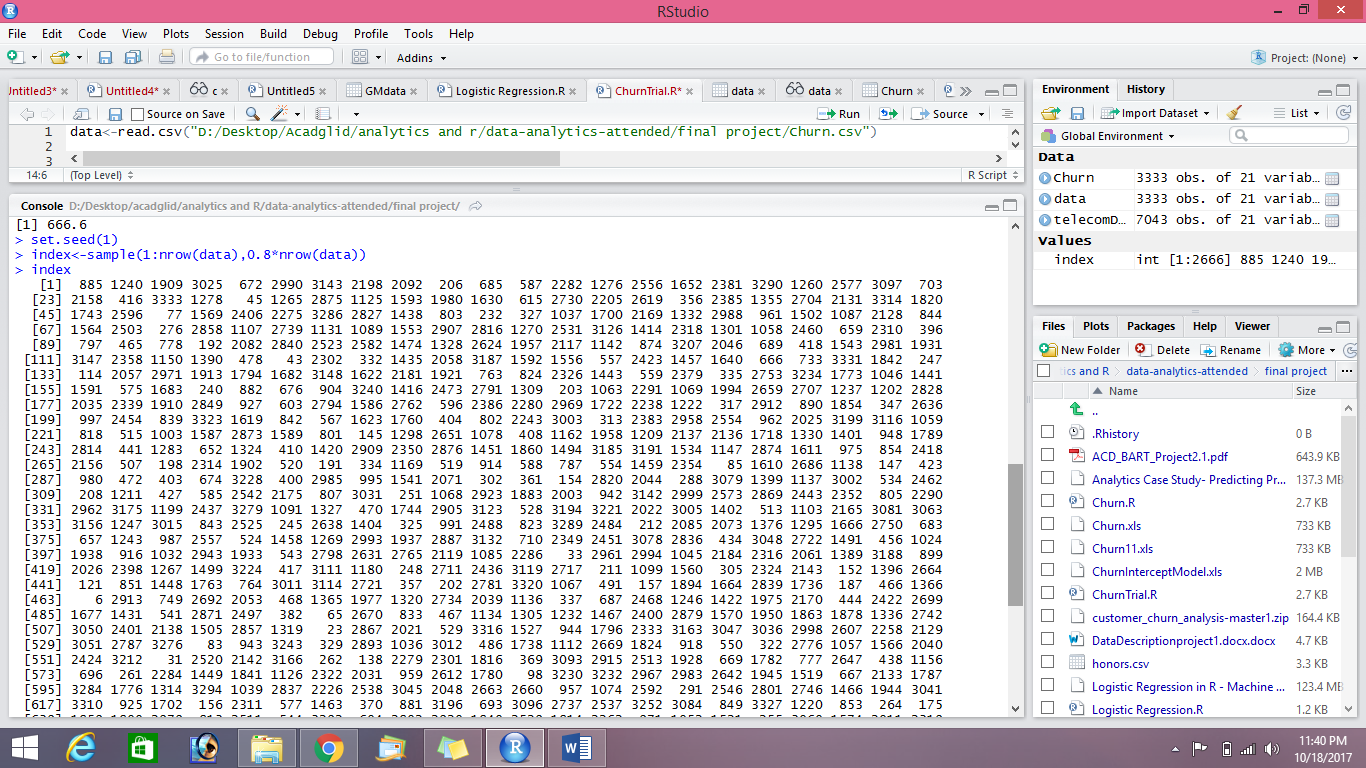 RStudio
File Edit Code View Plots Session Build Debug Profile Tools Help
Go to file/function Addins Project: (None)
Untitled3* Untitled4* c Untitled5 GMdata Logistic Regression.R ChurnTrial.R* data data Churn
Source on Save Run Source
1 data<-read.csv("D:/Desktop/Acadglid/analytics and r/data-analytics-attended/final project/Churn.csv")
2
3
14:6 (Top Level) R Script
Console D:/Desktop/acadglid/analytics and R/data-analytics-attended/final project/
[1] 666.6
> set.seed(1)
> index<-sample(1:nrow(data),0.8*nrow(data))
> index
[1] 885 1240 1909 3025 672 2990 3143 2198 2092 206 685 587 2282 1276 2556 1652 2381 3290 1260 2577 3097 703
[23] 2158 416 3333 1278 45 1265 2875 1125 1593 1980 1630 615 2730 2205 2619 356 2385 1355 2704 2131 3314 1820
[45] 1743 2596 77 1569 2406 2275 3286 2827 1438 803 232 327 1037 1700 2169 1332 2988 961 1502 1087 2128 844
[67] 1564 2503 276 2858 1107 2739 1131 1089 1553 2907 2816 1270 2531 3126 1414 2318 1301 1058 2460 659 2310 396
[89] 797 465 778 192 2082 2840 2523 2582 1474 1328 2624 1957 2117 1142 874 3207 2046 689 418 1543 2981 1931
[111] 3147 2358 1150 1390 478 43 2302 332 1435 2058 3187 1592 1556 557 2423 1457 1640 666 733 3331 1842 247
[133] 114 2057 2971 1913 1794 1682 3148 1622 2181 1921 763 824 2326 1443 559 2379 335 2753 3234 1773 1046 1441
[155] 1591 575 1683 240 882 676 904 3240 1416 2473 2791 1309 203 1063 2291 1069 1994 2659 2707 1237 1202 2828
[177] 2035 2339 1910 2849 927 603 2794 1586 2762 596 2386 2280 2969 1722 2238 1222 317 2912 890 1854 347 2636
[199] 997 2454 839 3323 1619 842 567 1623 1760 404 802 2243 3003 313 2383 2958 2554 962 2025 3199 3116 1059
[221] 818 515 1003 1587 2873 1589 801 145 1298 2651 1078 408 1162 1958 1209 2137 2136 1718 1330 1401 948 1789
[243] 2814 441 1283 652 1324 410 1420 2909 2350 2876 1451 1860 1494 3185 3191 1534 1147 2874 1611 975 854 2418
[265] 2156 507 198 2314 1902 520 191 334 1169 519 914 588 787 554 1459 2354 85 1610 2686 1138 147 423
[287] 980 472 403 674 3228 400 2985 995 1541 2071 302 361 154 2820 2044 288 3079 1399 1137 3002 534 2462
[309] 208 1211 427 585 2542 2175 807 3031 251 1068 2923 1883 2003 942 3142 2999 2573 2869 2443 2352 805 2290
[331] 2962 3175 1199 2437 3279 1091 1327 470 1744 2905 3123 528 3194 3221 2022 3005 1402 513 1103 2165 3081 3063
[353] 3156 1247 3015 843 2525 245 2638 1404 325 991 2488 823 3289 2484 212 2085 2073 1376 1295 1666 2750 683
[375] 657 1243 987 2557 524 1458 1269 2993 1937 2887 3132 710 2349 2451 3078 2836 434 3048 2722 1491 456 1024
[397] 1938 916 1032 2943 1933 543 2798 2631 2765 2119 1085 2286 33 2961 2994 1045 2184 2316 2061 1389 3188 899
[419] 2026 2398 1267 1499 3224 417 3111 1180 248 2711 2436 3119 2717 211 1099 1560 305 2324 2143 152 1396 2664
[441] 121 851 1448 1763 764 3011 3114 2721 357 202 2781 3320 1067 491 157 1894 1664 2839 1736 187 466 1366
[463] 6 2913 749 2692 2053 468 1365 1977 1320 2734 2039 1136 337 687 2468 1246 1422 1975 2170 444 2422 2699
[485] 1677 1431 541 2871 2497 382 65 2670 833 467 1134 1305 1232 1467 2400 2879 1570 1950 1863 1878 1336 2742
[507] 3050 2401 2138 1505 2857 1319 23 2867 2021 529 3316 1527 944 1796 2333 3163 3047 3036 2998 2607 2258 2129
[529] 3051 2787 3276 83 943 3243 329 2853 1036 3012 486 1738 1112 2669 1824 918 550 322 2776 1057 1566 2040
[551] 2424 3212 31 2520 2142 3166 262 138 2279 2301 1816 369 3093 2915 2513 1928 669 1782 777 2647 438 1156
[573] 696 261 2284 1449 1841 1126 2322 2031 959 2612 1780 98 3230 3232 2967 2983 2642 1945 1519 667 2133 1787
[595] 3284 1776 1314 3294 1039 2837 2226 2538 3045 2048 2663 2660 957 1074 2592 291 2546 2801 2746 1466 1944 3041
[617] 3310 925 1702 156 2311 577 1463 370 881 3196 693 3096 2737 2537 3252 3084 849 3327 1220 853 264 175
Environment History
Import Dataset List
Global Environment
Data
Churn 3333 obs. of 21 variab…
data 3333 obs. of 21 variab…
telecomD… 7043 obs. of 21 variab…
Values
index int [1:2666] 885 1240 19…
Files Plots Packages Help Viewer
New Folder Delete Rename More
tics and R data-analytics-attended final project ...
Name Size
..
.Rhistory 0 B
ACD_BART_Project2.1.pdf 643.9 KB
Analytics Case Study- Predicting Pr... 137.3 MB
Churn.R 2.7 KB
Churn.xls 733 KB
Churn11.xls 733 KB
ChurnInterceptModel.xls 2 MB
ChurnTrial.R 2.7 KB
customer_churn_analysis-master1.zip 164.4 KB
DataDescriptionproject1.docx.docx 4.7 KB
honors.csv 3.3 KB
Logistic Regression in R - Machine ... 123.4 MB
Logistic Regression.R 1.2 KB
11:40 PM
10/18/2017